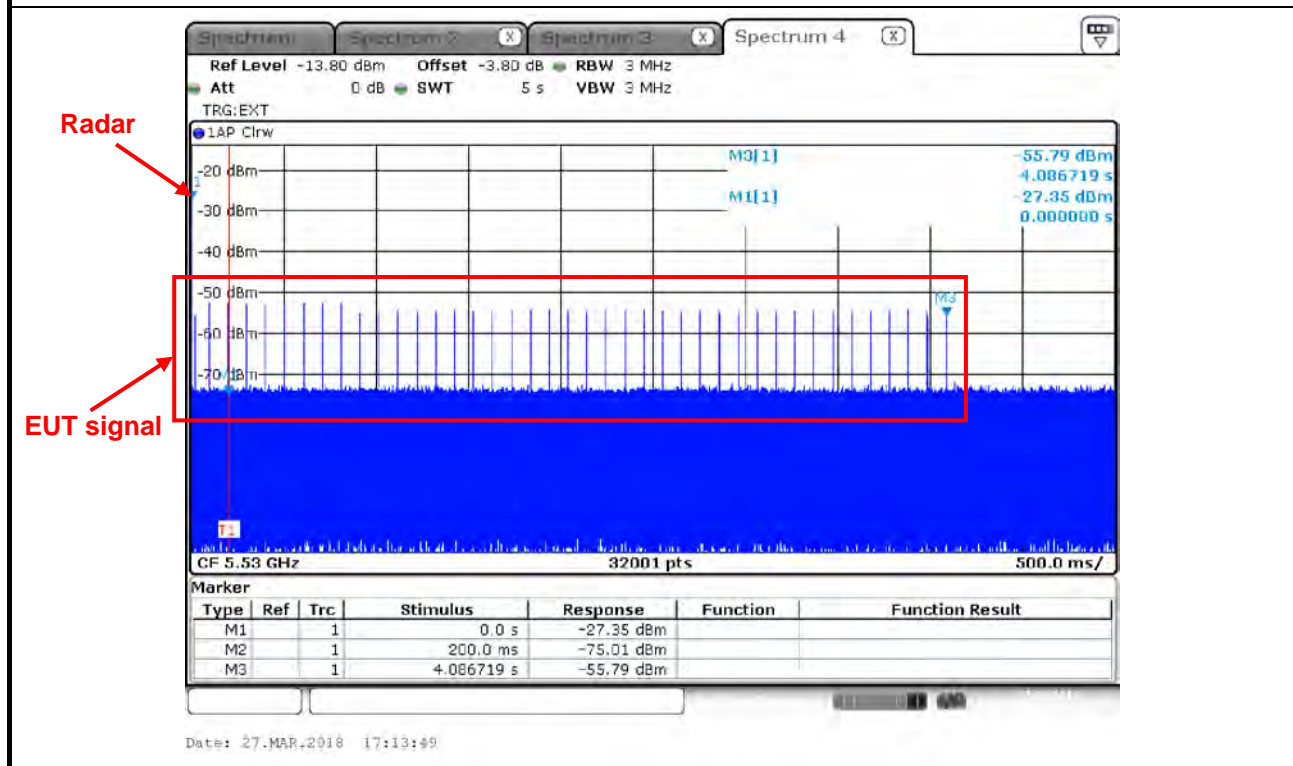 Spectrum Spectrum 2 X Spectrum 3 X Spectrum 4 X
Ref Level -13.80 dBm Offset -3.80 dB RBW 3 MHz
Att 0 dB SWT 5 s VBW 3 MHz
TRG:EXT
1AP Clrw
Radar
M3[1] -55.79 dBm
4.086719 s
M1[1] -27.35 dBm
0.000000 s
-20 dBm
-30 dBm
-40 dBm
-50 dBm
M3
-60 dBm
-70 dBm
EUT signal
T1
CF 5.53 GHz 32001 pts 500.0 ms/
Marker
Type Ref Trc Stimulus Response Function Function Result
M1 1 0.0 s -27.35 dBm
M2 1 200.0 ms -75.01 dBm
M3 1 4.086719 s -55.79 dBm
Date: 27.MAR.2018 17:13:49